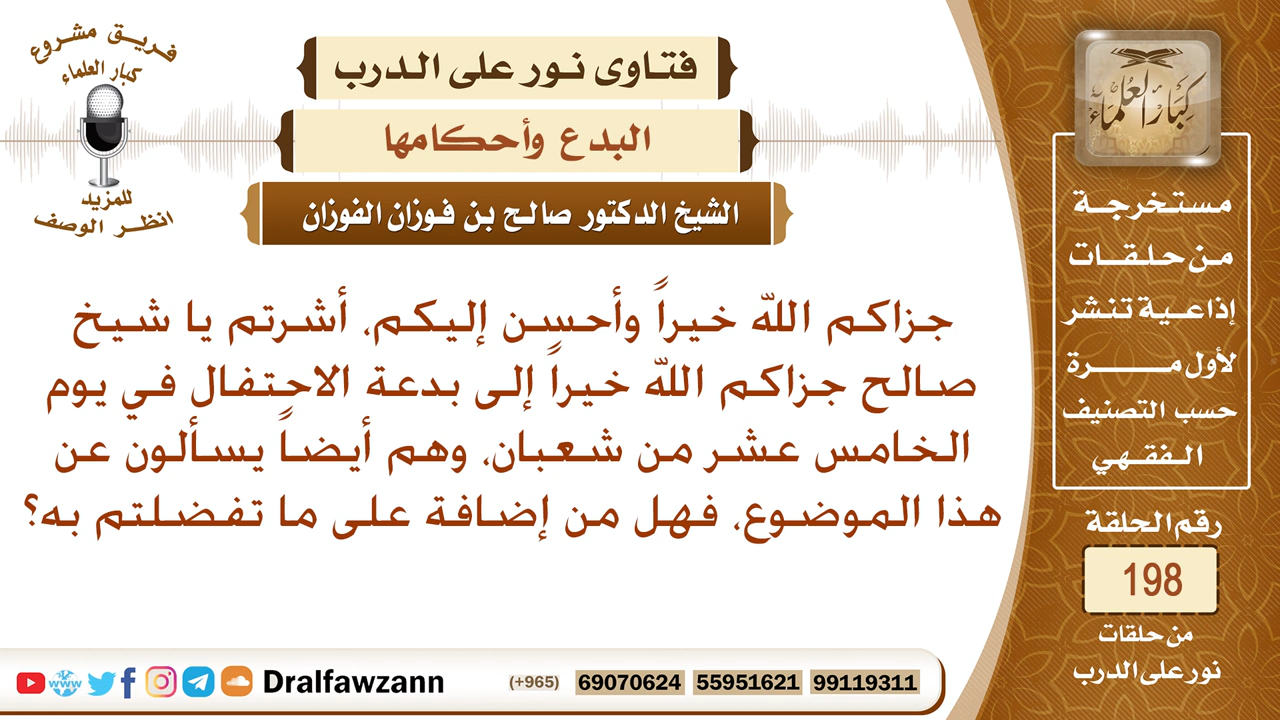 فريق مشروع
كبار العلماء
للمزيد
انظر الوصف
فتاوى نور على الدرب
البدع وأحكامها
الشيخ الدكتور صالح بن فوزان الفوزان
جزاكم الله خيراً وأحسن إليكم، أشرتم يا شيخ
صالح جزاكم الله خيراً إلى بدعة الاحتفال في يوم
الخامس عشر من شعبان، وهم أيضاً يسألون عن
هذا الموضوع، فهل من إضافة على ما تفضلتم به؟
كبار العلماء
مستخرجة
من حلقات
إذاعية تنشر
لأول مرة
حسب التصنيف
الفقهي
رقم الحلقة
198
من حلقات
نور على الدرب
www Dralfawzann (+965) 69070624 55951621 99119311